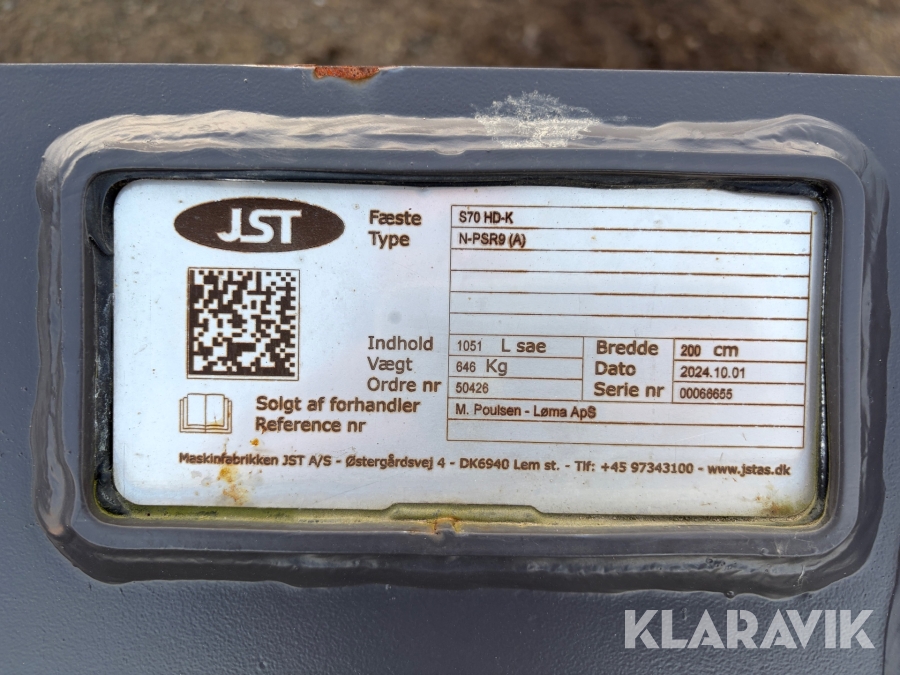 JST
Fæste S70 HD-K
Type N-PSR9 (A)
Indhold 1051 L sae Bredde 200 cm
Vægt 646 Kg Dato 2024.10.01
Ordre nr 50426 Serie nr 00066655
Solgt af forhandler M. Poulsen - Løma ApS
Reference nr
Maskinfabrikken JST A/S - Østergårdsvej 4 - DK6940 Lem st. - Tlf: +45 97343100 - www.jstas.dk
KLARAVIK